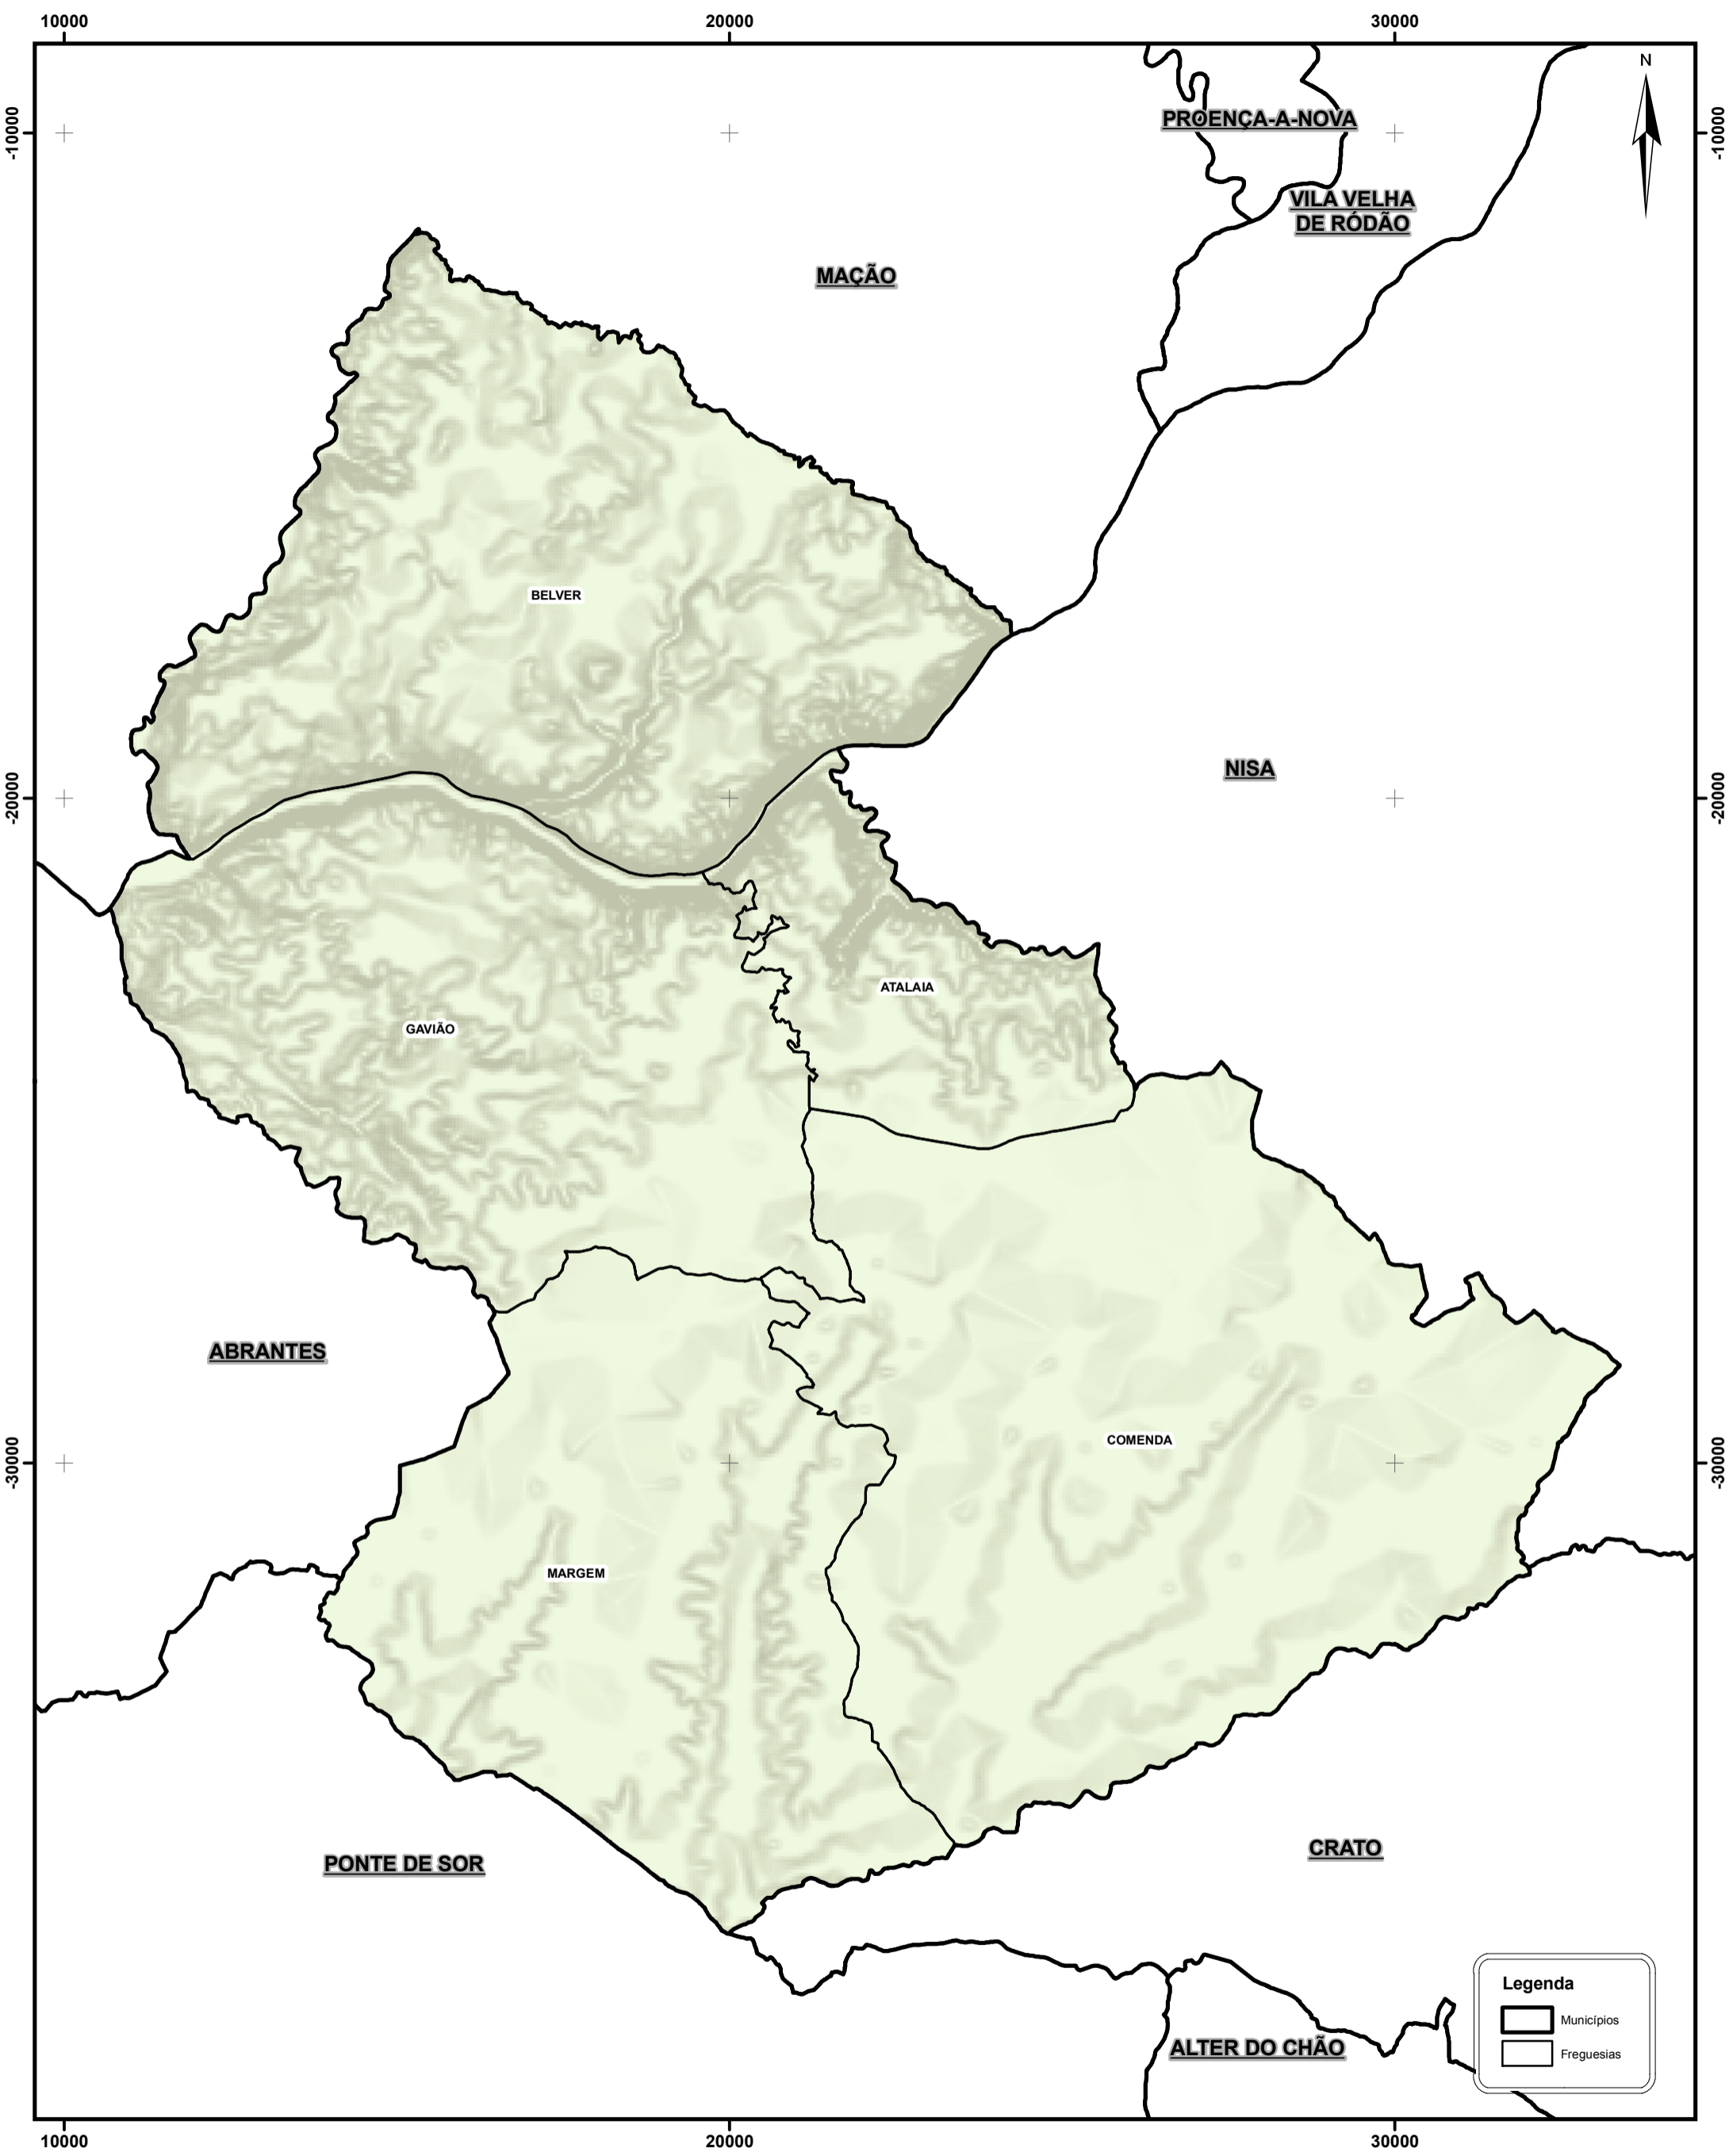 10000
20000
30000
-10000
-10000
N
PROENÇA-A-NOVA
VILA VELHA
DE RÓDÃO
MAÇÃO
BELVER
NISA
-20000
-20000
ATALAIA
GAVIÃO
ABRANTES
COMENDA
-30000
-30000
MARGEM
CRATO
PONTE DE SOR
Legenda
Municípios
ALTER DO CHÃO
Freguesias
10000
20000
30000